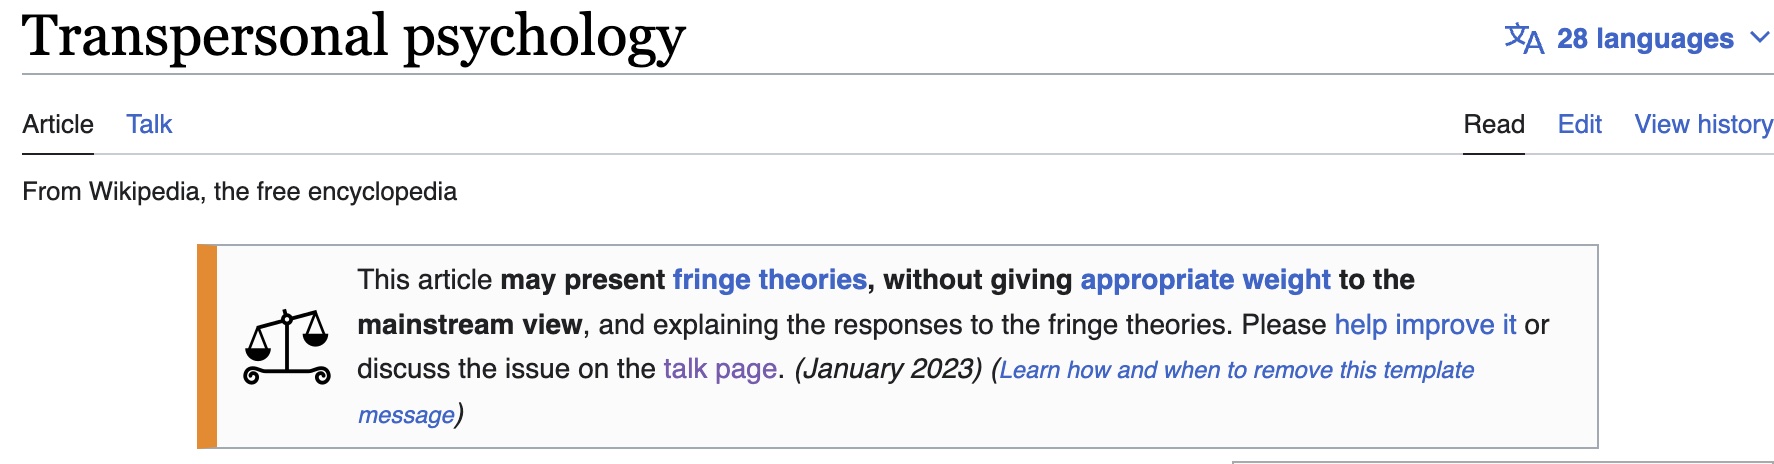 Transpersonal psychology
28 languages
Article Talk Read Edit View history
From Wikipedia, the free encyclopedia
This article may present fringe theories, without giving appropriate weight to the
mainstream view, and explaining the responses to the fringe theories. Please help improve it or
discuss the issue on the talk page. (January 2023) (Learn how and when to remove this template
message)